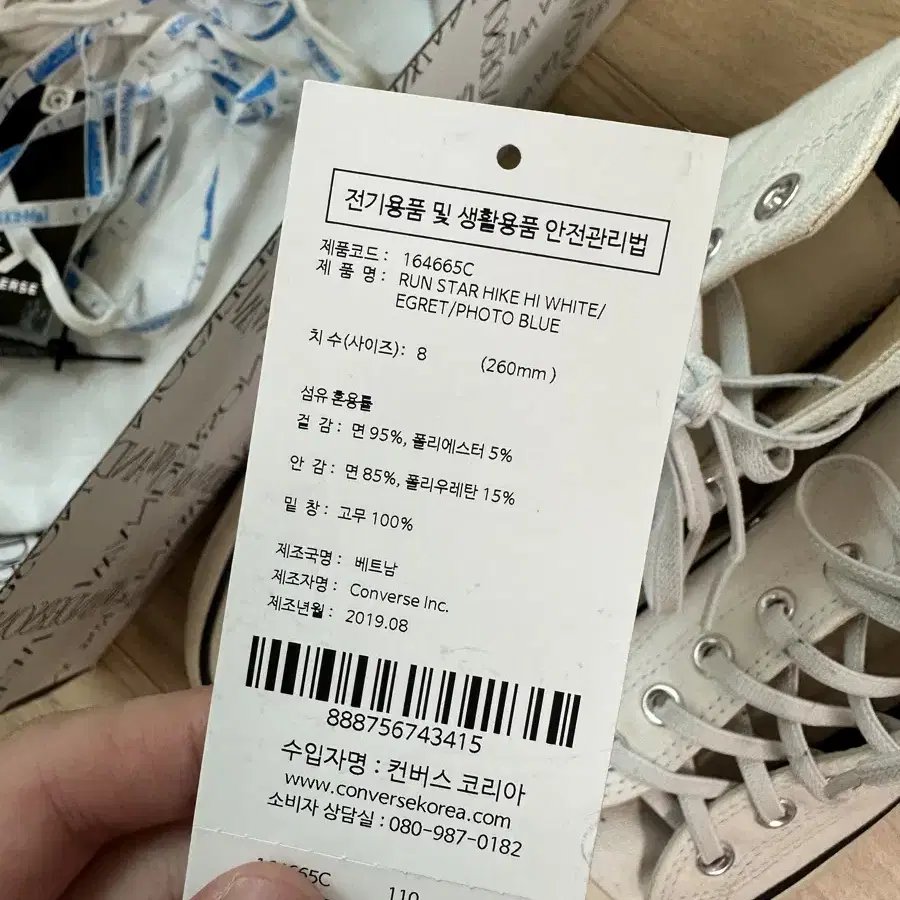 전기용품 및 생활용품 안전관리법
제품코드 : 164665C
제 품 명 : RUN STAR HIKE HI WHITE/
EGRET/PHOTO BLUE
치 수(사이즈) : 8 (260mm )
섬유 혼용률
겉 감 : 면 95%, 폴리에스터 5%
안 감 : 면 85%, 폴리우레탄 15%
밑 창 : 고무 100%
제조국명 : 베트남
제조자명 : Converse Inc.
제조년월 : 2019.08
888756743415
수입자명 : 컨버스 코리아
www.conversekorea.com
소비자 상담실 : 080-987-0182
110